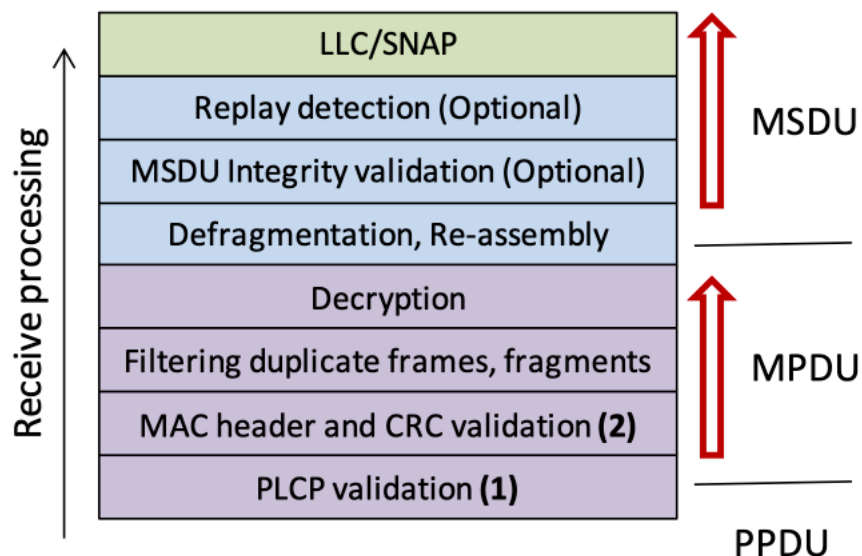 Receive processing
LLC/SNAP
Replay detection (Optional)
MSDU Integrity validation (Optional)
Defragmentation, Re-assembly
Decryption
Filtering duplicate frames, fragments
MAC header and CRC validation (2)
PLCP validation (1)
MSDU
MPDU
PPDU